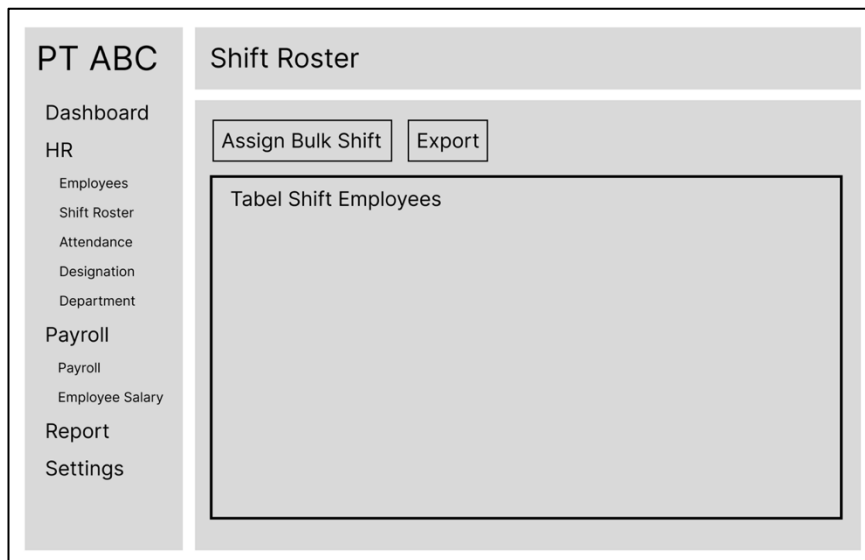 PT ABC
Dashboard
HR
Employees
Shift Roster
Attendance
Designation
Department
Payroll
Payroll
Employee Salary
Report
Settings
Shift Roster
Assign Bulk Shift
Export
Tabel Shift Employees